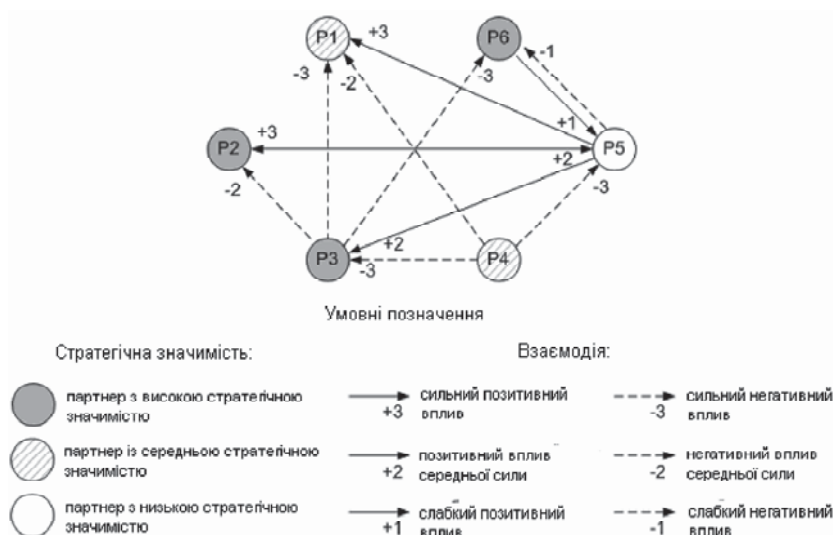 P1
+3
P6
-1
-3
-2
-3
+1
P2
+3
P5
+2
-2
-3
P3
+2
-3
P4
Умовні позначення
Стратегічна значимість:
Взаємодія:
партнер з високою стратегічною
значимістю
сильний позитивний
+3 вплив
сильний негативний
-3 вплив
партнер із середньою стратегічною
значимістю
позитивний вплив
+2 середньої сили
негативний вплив
-2 середньої сили
партнер з низькою стратегічною
значимістю
слабкий позитивний
+1 вплив
слабкий негативний
-1 вплив